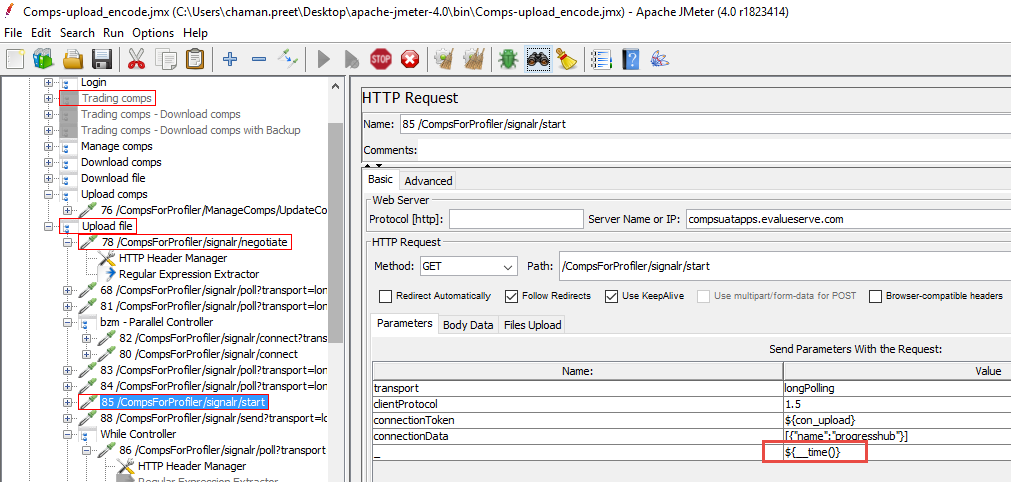 Comps-upload_encode.jmx (C:\Users\chaman.preet\Desktop\apache-jmeter-4.0\bin\Comps-upload_encode.jmx) - Apache JMeter (4.0 r1823414)
File Edit Search Run Options Help
STOP
?
Login
Trading comps
Trading comps - Download comps
Trading comps - Download comps with Backup
Manage comps
Download comps
Download file
Upload comps
76 /CompsForProfiler/ManageComps/UpdateCo
Upload file
78 /CompsForProfiler/signalr/negotiate
HTTP Header Manager
Regular Expression Extractor
68 /CompsForProfiler/signalr/poll?transport=lon
81 /CompsForProfiler/signalr/poll?transport=lon
bzm - Parallel Controller
82 /CompsForProfiler/signalr/connect?trans
80 /CompsForProfiler/signalr/connect
83 /CompsForProfiler/signalr/poll?transport=lon
84 /CompsForProfiler/signalr/poll?transport=lon
85 /CompsForProfiler/signalr/start
88 /CompsForProfiler/signalr/send?transport=lo
While Controller
86 /CompsForProfiler/signalr/poll?transport
HTTP Header Manager
Regular Expression Extractor
HTTP Request
Name: 85 /CompsForProfiler/signalr/start
Comments:
Basic Advanced
Web Server
Protocol [http]: Server Name or IP: compsuatapps.evalueserve.com
HTTP Request
Method: GET Path: /CompsForProfiler/signalr/start
Redirect Automatically Follow Redirects Use KeepAlive Use multipart/form-data for POST Browser-compatible headers
Parameters Body Data Files Upload
Send Parameters With the Request:
Name: Value
transport longPolling
clientProtocol 1.5
connectionToken ${con_upload}
connectionData [{"name":"progresshub"}]
_ ${__time()}